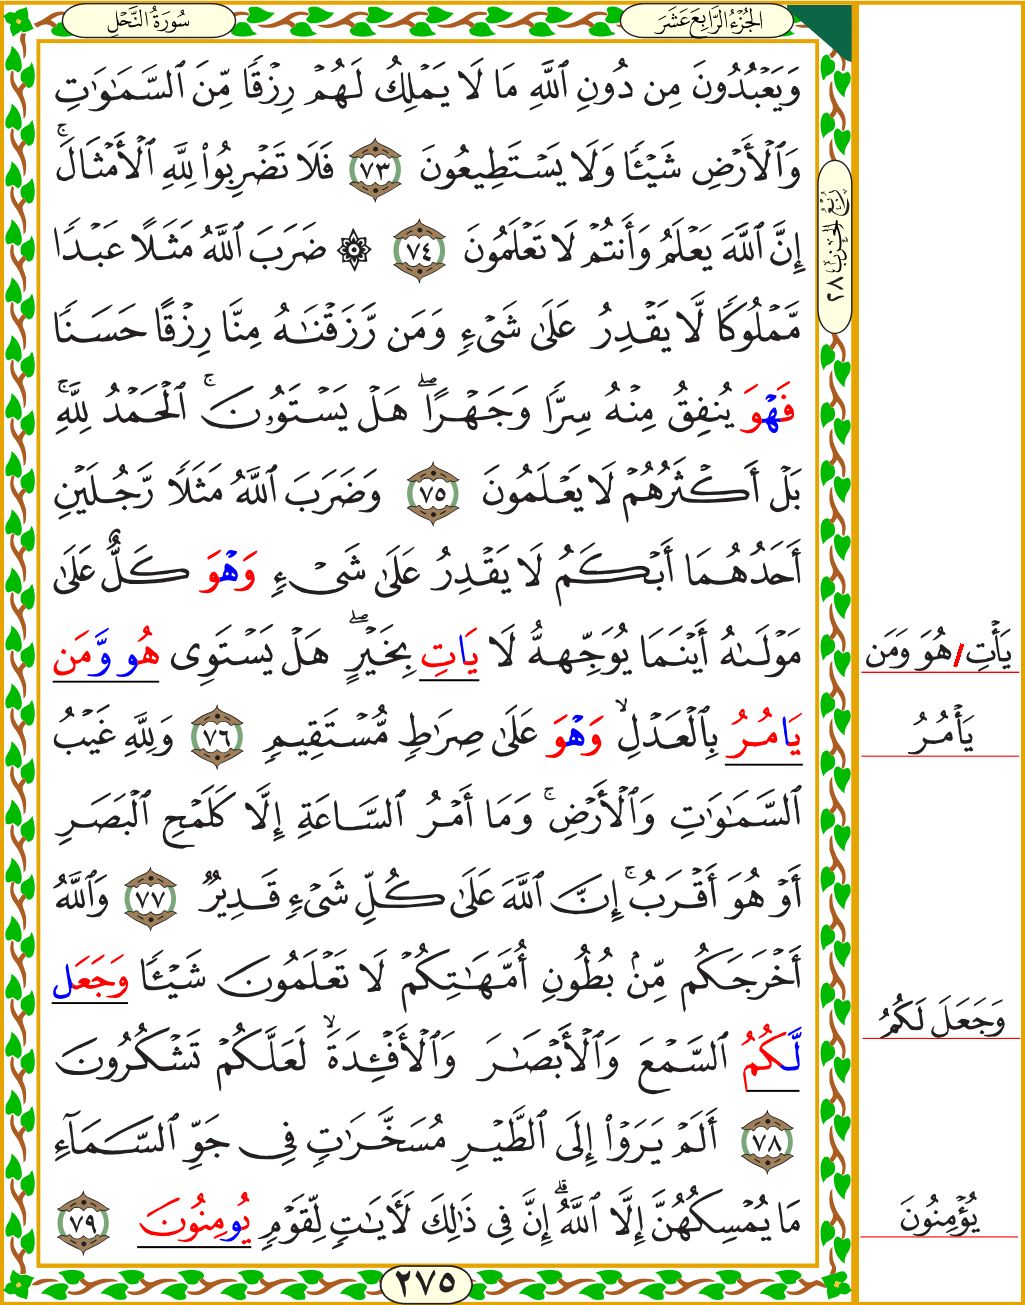 سُورَةُ النَّحْلِ
الجُزْءُ الرَّابِعَ عَشَرَ
وَيَعۡبُدُونَ مِن دُونِ ٱللَّهِ مَا لَا يَمۡلِكُ لَهُمۡ رِزۡقٗا مِّنَ ٱلسَّمَٰوَٰتِ
وَٱلۡأَرۡضِ شَيۡـٔٗا وَلَا يَسۡتَطِيعُونَ ٧٣ فَلَا تَضۡرِبُواْ لِلَّهِ ٱلۡأَمۡثَالَۚ
إِنَّ ٱللَّهَ يَعۡلَمُ وَأَنتُمۡ لَا تَعۡلَمُونَ ٧٤ ۞ ضَرَبَ ٱللَّهُ مَثَلًا عَبۡدٗا
مَّمۡلُوكٗا لَّا يَقۡدِرُ عَلَىٰ شَيۡءٖ وَمَن رَّزَقۡنَٰهُ مِنَّا رِزۡقًا حَسَنٗا
فَهۡوَ يُنفِقُ مِنۡهُ سِرّٗا وَجَهۡرًاۖ هَلۡ يَسۡتَوُۥنَۚ ٱلۡحَمۡدُ لِلَّهِۚ
بَلۡ أَكۡثَرُهُمۡ لَا يَعۡلَمُونَ ٧٥ وَضَرَبَ ٱللَّهُ مَثَلٗا رَّجُلَيۡنِ
أَحَدُهُمَآ أَبۡكَمُ لَا يَقۡدِرُ عَلَىٰ شَيۡءٖ وَهۡوَ كَلٌّ عَلَىٰ
مَوۡلَىٰهُ أَيۡنَمَا يُوَجِّههُّ لَا يَاتِ بِخَيۡرٍۖ هَلۡ يَسۡتَوِي هُو وَّمَن
يَامُرُ بِٱلۡعَدۡلِۙ وَهۡوَ عَلَىٰ صِرَٰطٖ مُّسۡتَقِيمٖ ٧٦ وَلِلَّهِ غَيۡبُ
ٱلسَّمَٰوَٰتِ وَٱلۡأَرۡضِۚ وَمَآ أَمۡرُ ٱلسَّاعَةِ إِلَّا كَلَمۡحِ ٱلۡبَصَرِ
أَوۡ هُوَ أَقۡرَبُۚ إِنَّ ٱللَّهَ عَلَىٰ كُلِّ شَيۡءٖ قَدِيرٞ ٧٧ وَٱللَّهُ
أَخۡرَجَكُم مِّنۢ بُطُونِ أُمَّهَٰتِكُمۡ لَا تَعۡلَمُونَ شَيۡـٔٗا وَجَعَل
لَّكُمُ ٱلسَّمۡعَ وَٱلۡأَبۡصَٰرَ وَٱلۡأَفۡـِٔدَةَۙ لَعَلَّكُمۡ تَشۡكُرُونَ
٧٨ أَلَمۡ يَرَوۡاْ إِلَى ٱلطَّيۡرِ مُسَخَّرَٰتٖ فِي جَوِّ ٱلسَّمَآءِ
مَا يُمۡسِكُهُنَّ إِلَّا ٱللَّهُۚ إِنَّ فِي ذَٰلِكَ لَأٓيَٰتٖ لِّقَوۡمٖ يُومِنُونَ ٧٩
٢٧٥
رُبْعُ الحِزْب ٢٨
يَأۡتِ/هُوَ وَمَن
يَأۡمُرُ
وَجَعَلَ لَكُمُ
يُؤۡمِنُونَ